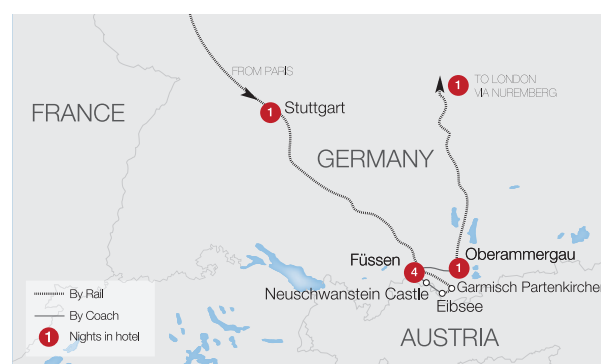 FROM PARIS
1
TO LONDON
VIA NUREMBERG
1
Stuttgart
FRANCE
GERMANY
Füssen
Oberammergau
4
1
Neuschwanstein Castle
Garmisch Partenkirchen
Eibsee
By Rail
By Coach
1
Nights in hotel
AUSTRIA